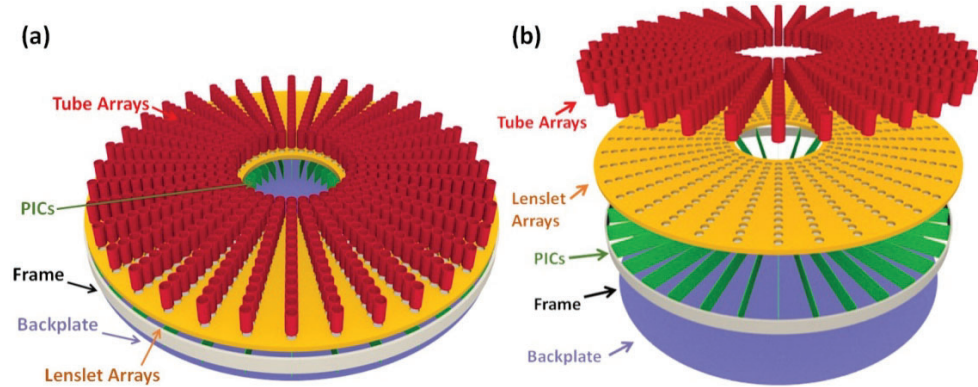 (a)
Tube Arrays
PICs
Frame
Backplate
Lenslet Arrays
(b)
Tube Arrays
Lenslet
Arrays
PICs
Frame
Backplate